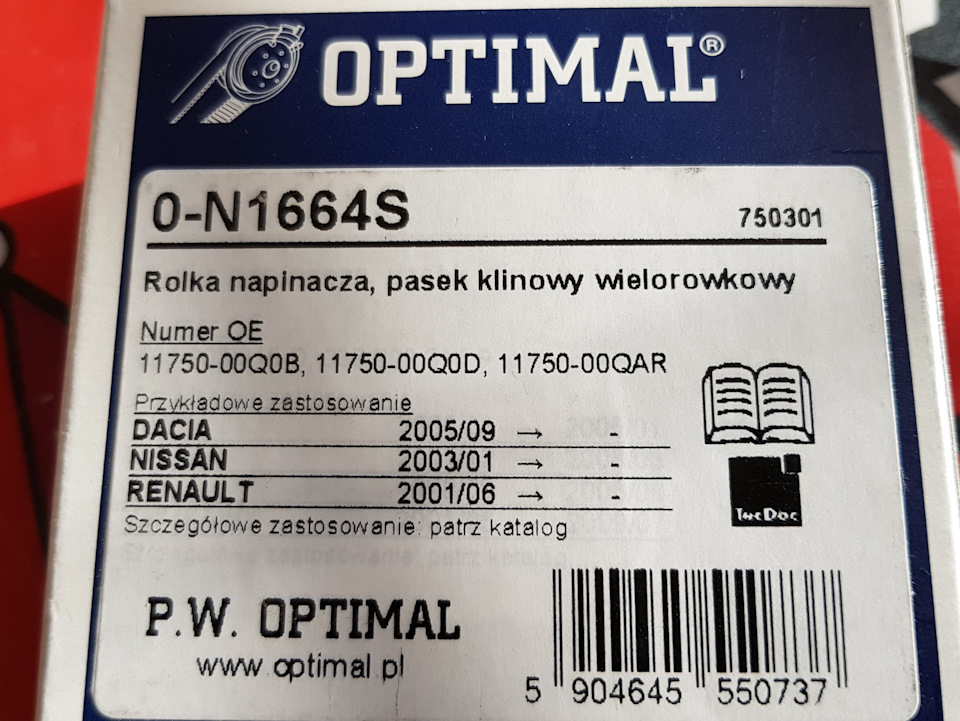 OPTIMAL®
0-N1664S
750301
Rolka napinacza, pasek klinowy wielorowkowy
Numer OE
11750-00Q0B, 11750-00Q0D, 11750-00QAR
Przykładowe zastosowanie
DACIA 2005/09 → -
NISSAN 2003/01 → -
RENAULT 2001/06 → -
Szczegółowe zastosowanie: patrz katalog
TecDoc
P.W. OPTIMAL
www.optimal.pl
5 904645 550737